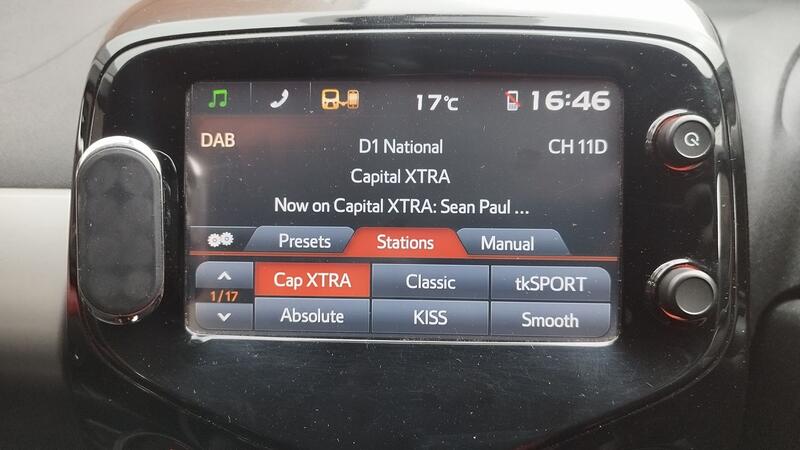 17°C 16:46
DAB D1 National CH 11D
Capital XTRA
Now on Capital XTRA: Sean Paul ...
Presets Stations Manual
Cap XTRA Classic tkSPORT
1/17
Absolute KISS Smooth